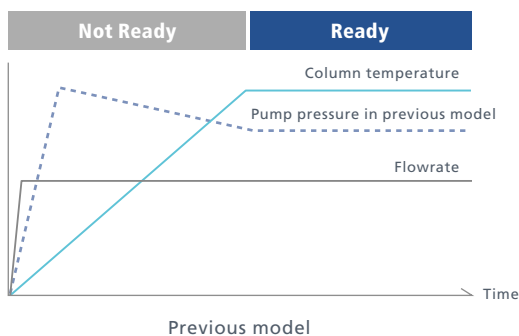 Not Ready
Ready
Column temperature
Pump pressure in previous model
Flowrate
Time
Previous model